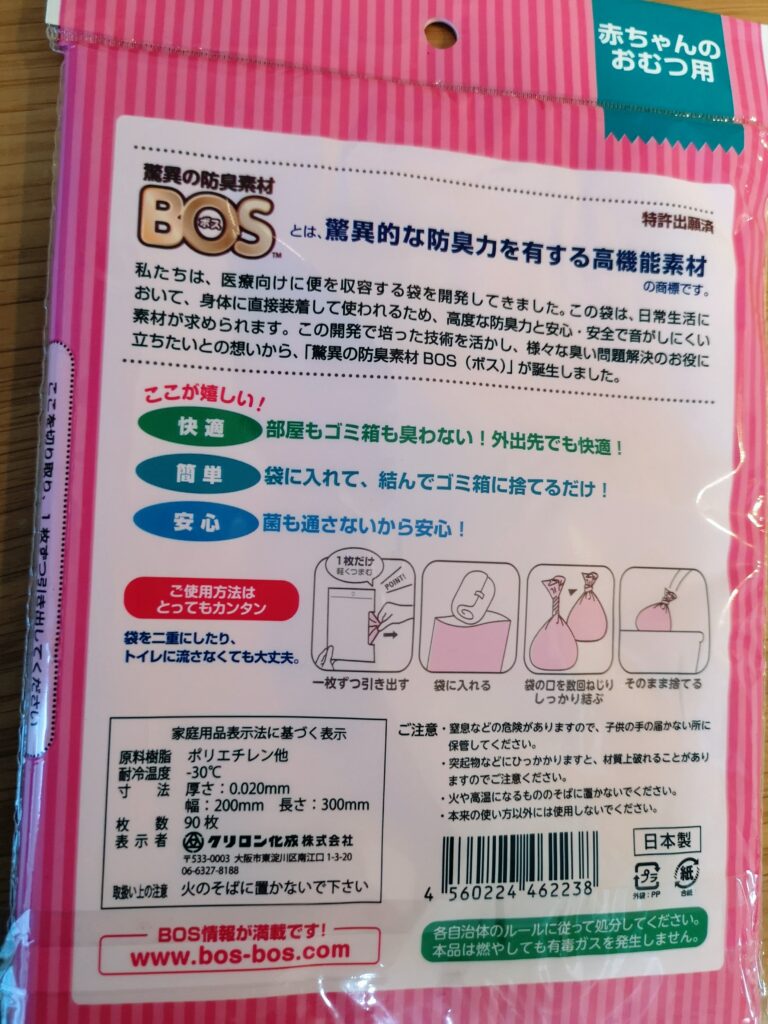 赤ちゃんの
おむつ用
驚異の防臭素材
BOS
ボス
TM
とは、驚異的な防臭力を有する高機能素材
特許出願済
の商標です。
私たちは、医療向けに便を収容する袋を開発してきました。この袋は、日常生活に
おいて、身体に直接装着して使われるため、高度な防臭力と安心・安全で音がしにくい
素材が求められます。この開発で培った技術を活かし、様々な臭い問題解決のお役に
立ちたいとの想いから、「驚異の防臭素材BOS（ボス）」が誕生しました。
ここが嬉しい！
快適 部屋もゴミ箱も臭わない！外出先でも快適！
簡単 袋に入れて、結んでゴミ箱に捨てるだけ！
安心 菌も通さないから安心！
ここを切り取り、1枚ずつ引き出してください
ご使用方法は
とってもカンタン
袋を二重にしたり、
トイレに流さなくても大丈夫。
1枚だけ
軽くつまむ
POINT!
一枚ずつ引き出す
袋に入れる
袋の口を数回ねじり
しっかり結ぶ
そのまま捨てる
家庭用品表示法に基づく表示
原料樹脂 ポリエチレン他
耐冷温度 -30℃
寸法 厚さ：0.020mm
幅：200mm 長さ：300mm
枚数 90枚
表示者 クリロン化成株式会社
〒533-0003 大阪市東淀川区南江口1-3-20
06-6327-8188
取扱い上の注意 火のそばに置かないで下さい
ご注意・窒息などの危険がありますので、子供の手の届かない所に
保管してください。
・突起物などにひっかかりますと、材質上破れることがあり
ますのでご注意ください。
・火や高温になるもののそばに置かないでください。
・本来の使い方以外には使用しないでください。
日本製
4 560224 462238
プラ
外袋：PP
紙
台紙
BOS情報が満載です！
www.bos-bos.com
各自治体のルールに従って処分してください。
本品は燃やしても有毒ガスを発生しません。